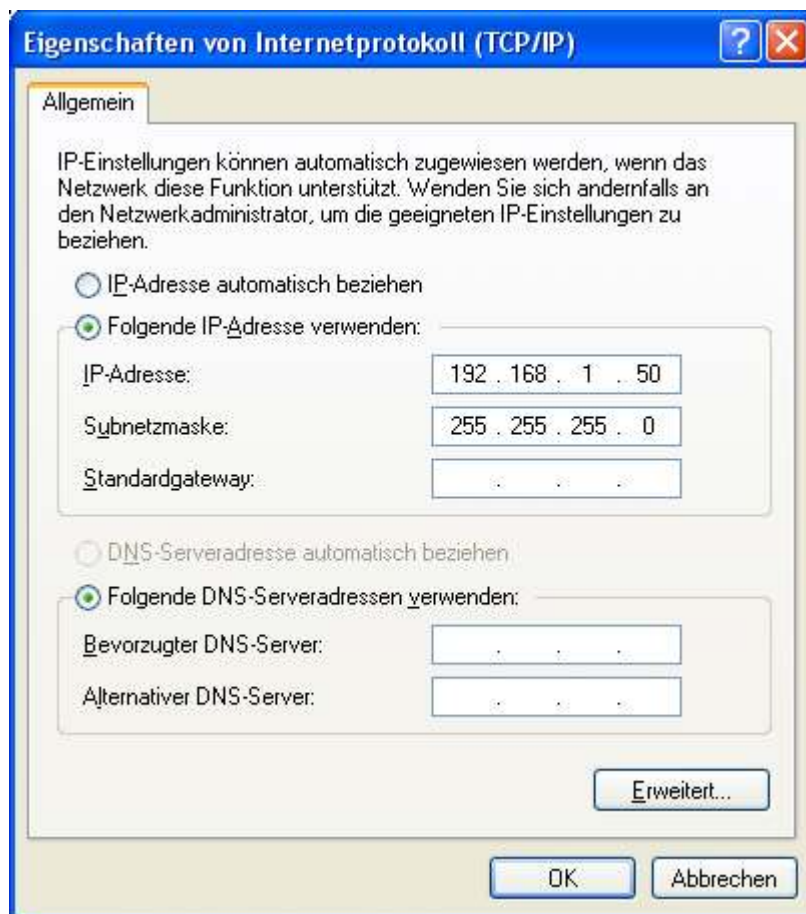 Eigenschaften von Internetprotokoll (TCP/IP)
Allgemein
IP-Einstellungen können automatisch zugewiesen werden, wenn das
Netzwerk diese Funktion unterstützt. Wenden Sie sich andernfalls an
den Netzwerkadministrator, um die geeigneten IP-Einstellungen zu
beziehen.
IP-Adresse automatisch beziehen
Folgende IP-Adresse verwenden:
IP-Adresse: 192 . 168 . 1 . 50
Subnetzmaske: 255 . 255 . 255 . 0
Standardgateway: . . .
DNS-Serveradresse automatisch beziehen
Folgende DNS-Serveradressen verwenden:
Bevorzugter DNS-Server: . . .
Alternativer DNS-Server: . . .
Erweitert...
OK Abbrechen